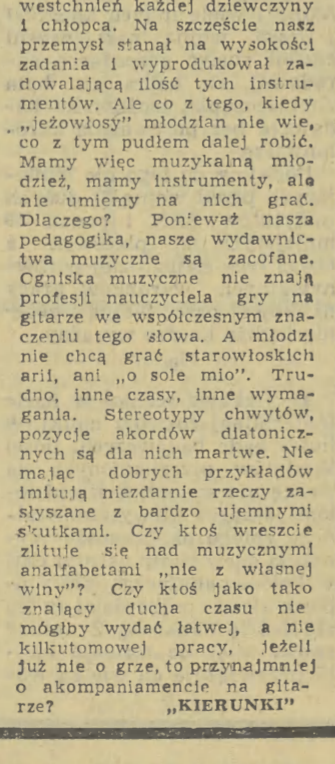 westchnień każdej dziewczyny
i chłopca. Na szczęście nasz
przemysł stanął na wysokości
zadania i wyprodukował za-
dowalającą ilość tych instru-
mentów. Ale co z tego, kiedy
„jeżowłosy” młodzian nie wie,
co z tym pudłem dalej robić.
Mamy więc muzykalną mło-
dzież, mamy instrumenty, ale
nie umiemy na nich grać.
Dlaczego? Ponieważ nasza
pedagogika, nasze wydawnic-
twa muzyczne są zacofane.
Ogniska muzyczne nie znają
profesji nauczyciela gry na
gitarze we współczesnym zna-
czeniu tego słowa. A młodzi
nie chcą grać starowłoskich
arii, ani „o sole mio”. Tru-
dno, inne czasy, inne wyma-
gania. Stereotypy chwytów,
pozycje akordów diatonicz-
nych są dla nich martwe. Nie
mając dobrych przykładów
imitują niezdarnie rzeczy za-
słyszane z bardzo ujemnymi
skutkami. Czy ktoś wreszcie
zlituje się nad muzycznymi
analfabetami „nie z własnej
winy”? Czy ktoś jako tako
znający ducha czasu nie
mógłby wydać łatwej, a nie
kilkutomowej pracy, jeżeli
już nie o grze, to przynajmniej
o akompaniamencie na gita-
rze? „KIERUNKI”